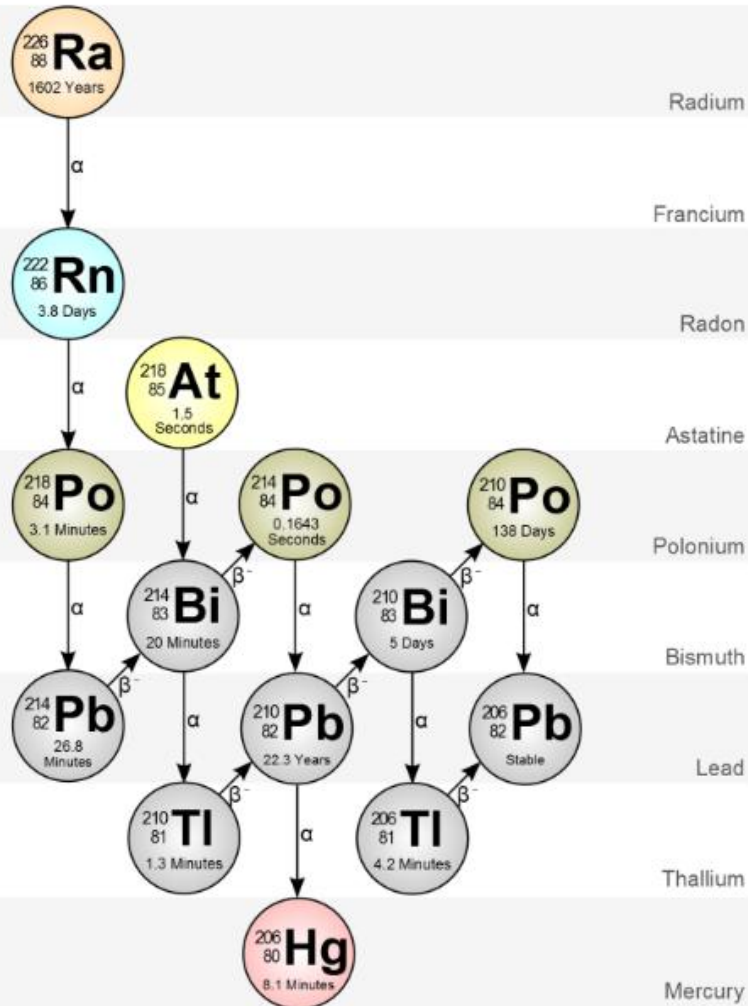 226
88 Ra
1602 Years
Radium
α
Francium
222
86 Rn
3.8 Days
Radon
α
218
85 At
1.5
Seconds
Astatine
218
84 Po
3.1 Minutes
α
214
84 Po
0.1643
Seconds
210
84 Po
138 Days
Polonium
α
214
83 Bi
20 Minutes
β⁻
α
210
83 Bi
5 Days
β⁻
α
Bismuth
214
82 Pb
26.8
Minutes
β⁻
α
210
82 Pb
22.3 Years
β⁻
α
206
82 Pb
Stable
Lead
210
81 Tl
1.3 Minutes
β⁻
α
206
81 Tl
4.2 Minutes
β⁻
Thallium
206
80 Hg
8.1 Minutes
Mercury